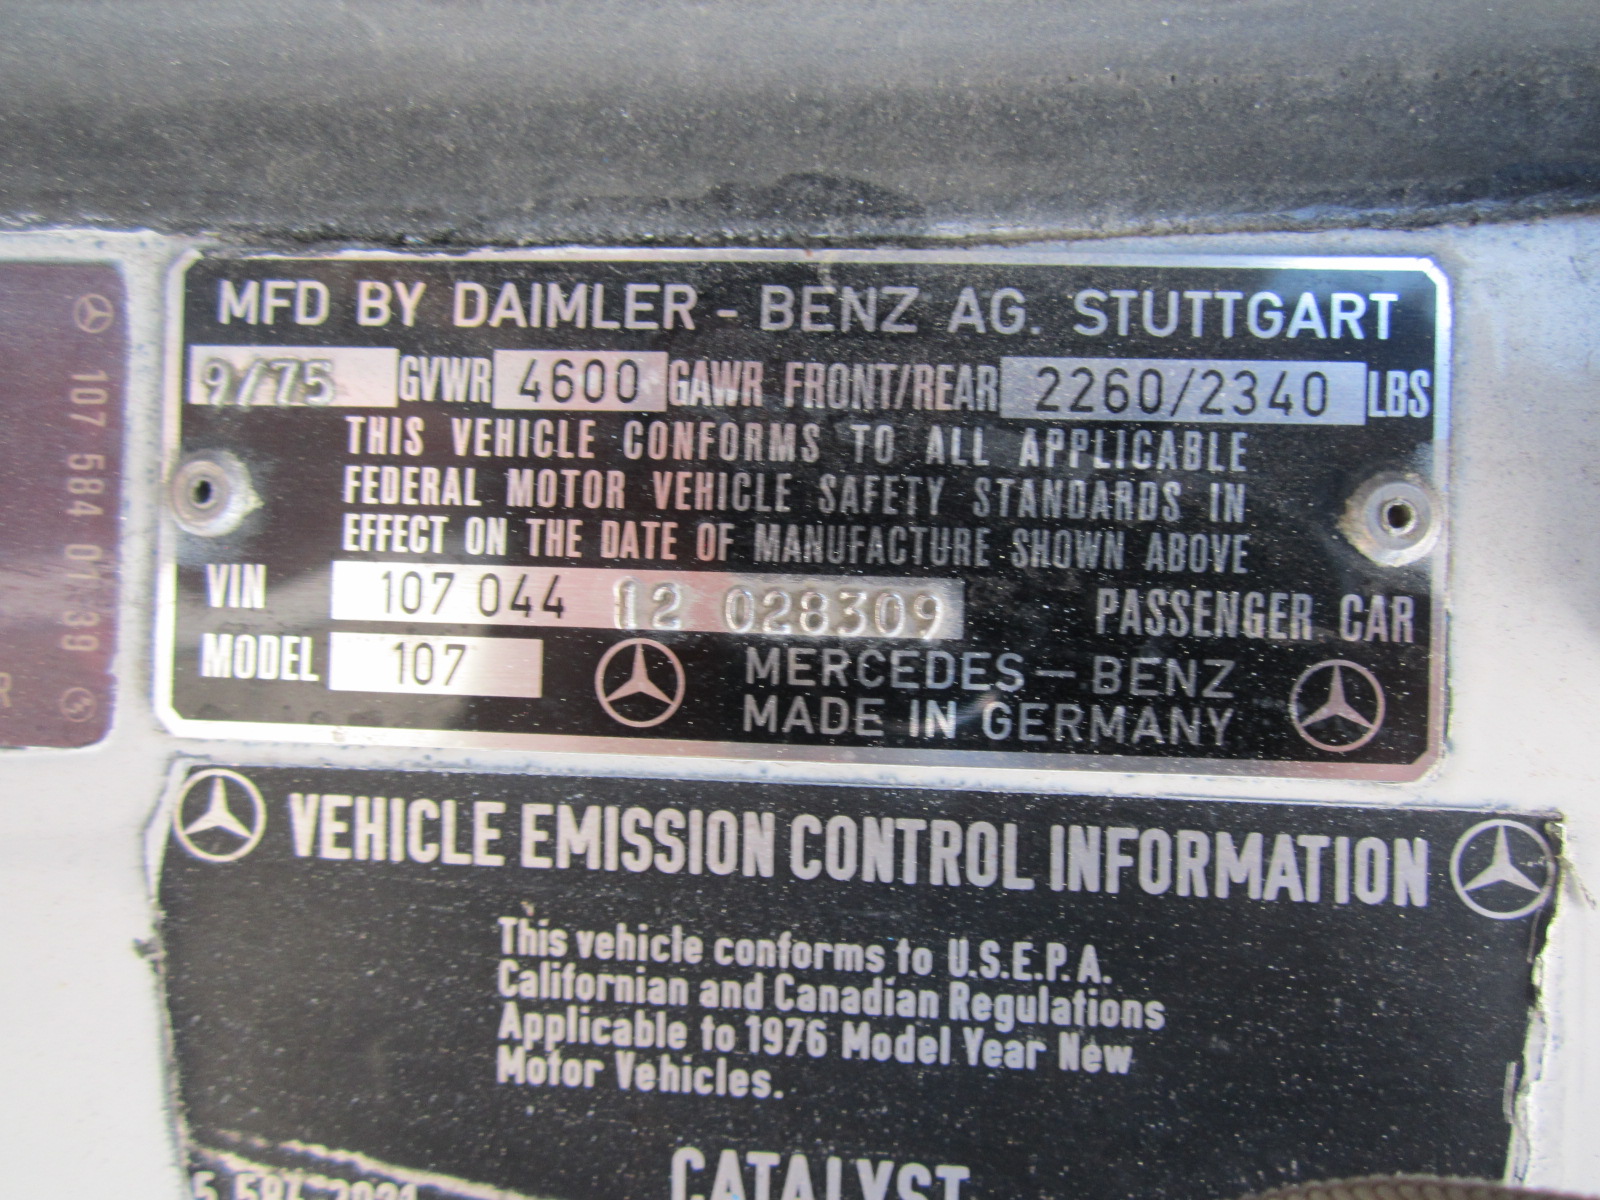 MFD BY DAIMLER - BENZ AG. STUTTGART
9/75 GVWR 4600 GAWR FRONT/REAR 2260/2340 LBS
THIS VEHICLE CONFORMS TO ALL APPLICABLE
FEDERAL MOTOR VEHICLE SAFETY STANDARDS IN
EFFECT ON THE DATE OF MANUFACTURE SHOWN ABOVE
VIN 107 044 12 028309 PASSENGER CAR
MODEL 107
MERCEDES-BENZ
MADE IN GERMANY
107 584 07 39
VEHICLE EMISSION CONTROL INFORMATION
This vehicle conforms to U.S.E.P.A.
Californian and Canadian Regulations
Applicable to 1976 Model Year New
Motor Vehicles.
CATALYST